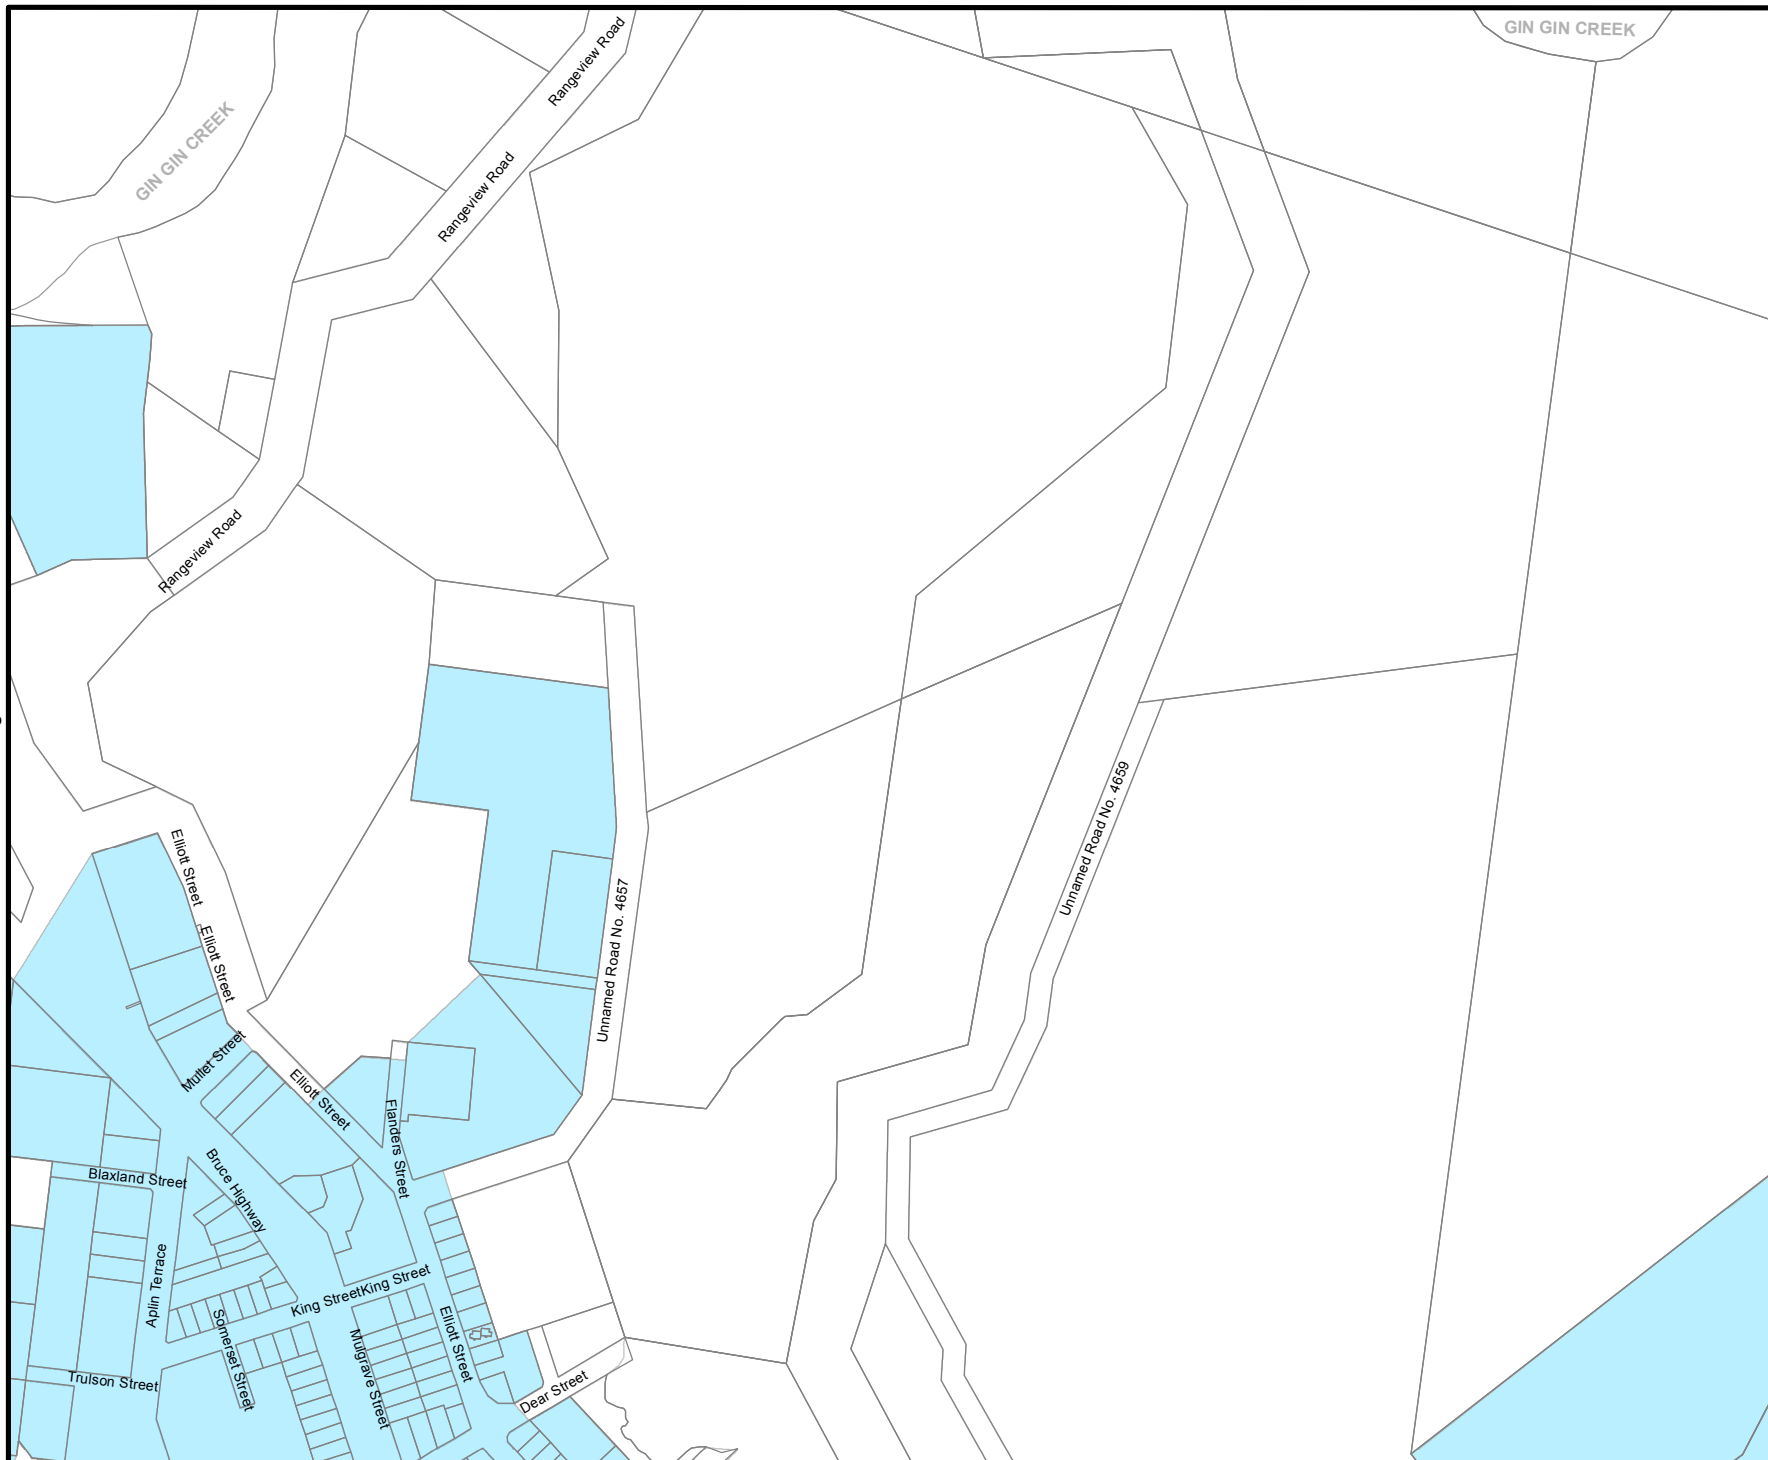 GIN GIN CREEK
Rangeview Road
GIN GIN CREEK
Rangeview Road
Rangeview Road
Unnamed Road No. 4659
Elliott Street
Unnamed Road No. 4657
Elliott Street
Mullet Street
Elliott Street
Flanders Street
Bruce Highway
Blaxland Street
Aplin Terrace
King Street
King Street
Somerset Street
Mulgrave Street
Elliott Street
Trulson Street
Dear Street